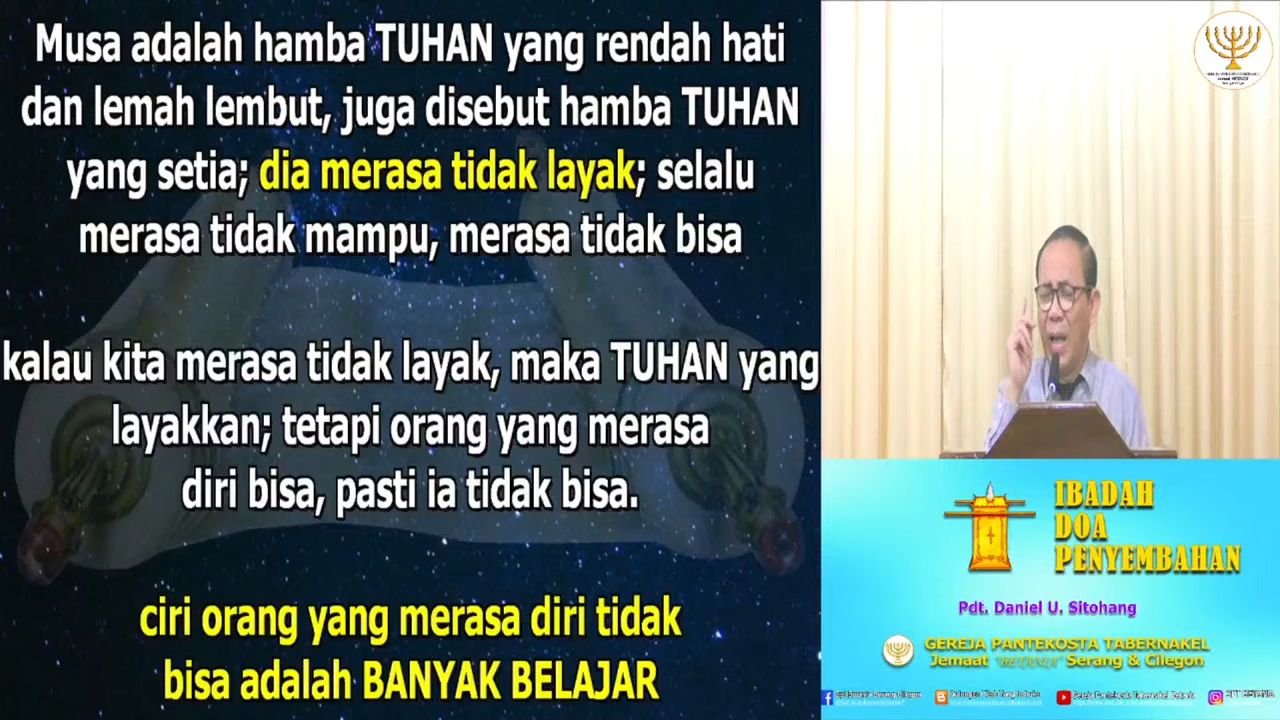 Musa adalah hamba TUHAN yang rendah hati
dan lemah lembut, juga disebut hamba TUHAN
yang setia; dia merasa tidak layak; selalu
merasa tidak mampu, merasa tidak bisa
kalau kita merasa tidak layak, maka TUHAN yang
layakkan; tetapi orang yang merasa
diri bisa, pasti ia tidak bisa.
ciri orang yang merasa diri tidak
bisa adalah BANYAK BELAJAR
IBADAH
DOA
PENYEMBAHAN
Pdt. Daniel U. Sitohang
GEREJA PANTEKOSTA TABERNAKEL
Jemaat Serang & Cilegon